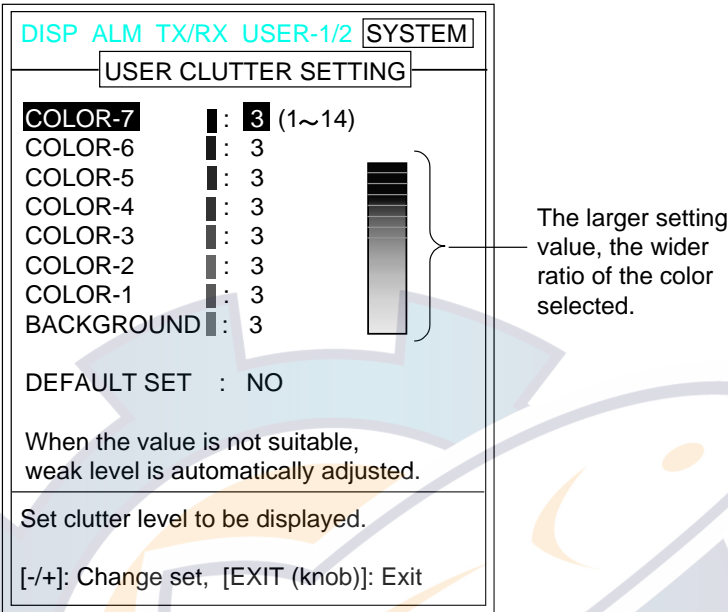 DISP ALM TX/RX USER-1/2 SYSTEM
USER CLUTTER SETTING
COLOR-7 : 3 (1~14)
COLOR-6 : 3
COLOR-5 : 3
COLOR-4 : 3
COLOR-3 : 3
COLOR-2 : 3
COLOR-1 : 3
BACKGROUND : 3
The larger setting
value, the wider
ratio of the color
selected.
DEFAULT SET : NO
When the value is not suitable,
weak level is automatically adjusted.
Set clutter level to be displayed.
[-/+]: Change set, [EXIT (knob)]: Exit